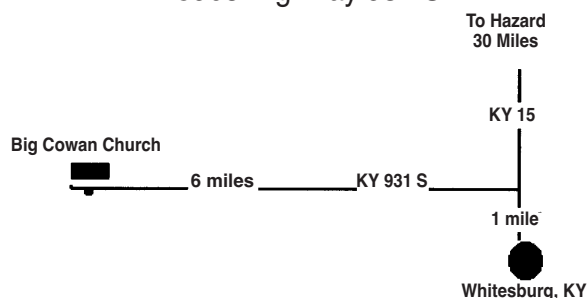 To Hazard
30 Miles
KY 15
Big Cowan Church
6 miles
KY 931 S
1 mile
Whitesburg, KY